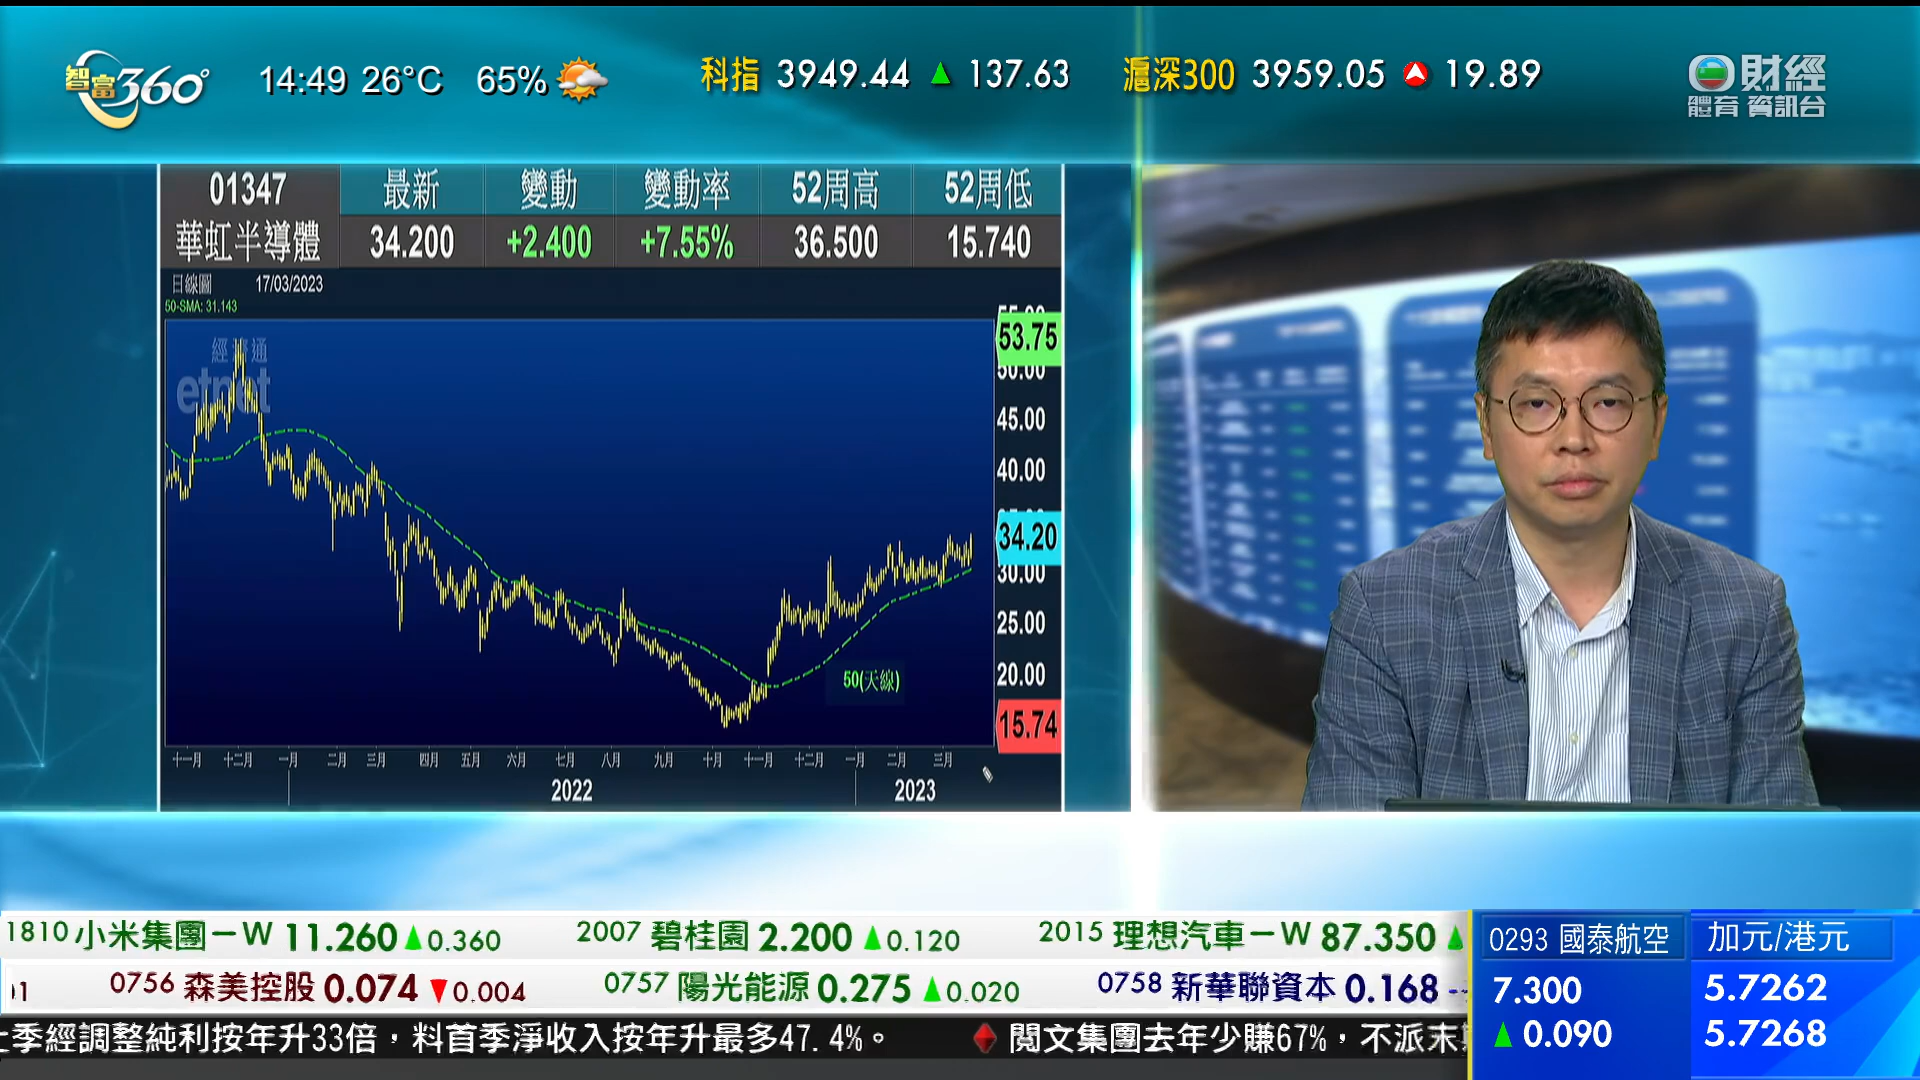 智富360°
14:49 26°C 65%
科指 3949.44 ▲ 137.63
滬深300 3959.05 ▲ 19.89
財經
體育 資訊台
01347 最新 變動 變動率 52周高 52周低
華虹半導體 34.200 +2.400 +7.55% 36.500 15.740
日線圖 17/03/2023
50-SMA: 31.143
經濟通
etnet
53.75
50.00
45.00
40.00
34.20
30.00
25.00
20.00
15.74
50(天線)
十一月 十二月 一月 二月 三月 四月 五月 六月 七月 八月 九月 十月 十一月 十二月 一月 二月 三月
2022 2023
1810 小米集團－W 11.260 ▲0.360 2007 碧桂園 2.200 ▲0.120 2015 理想汽車－W 87.350 ▲
0756 森美控股 0.074 ▼0.004 0757 陽光能源 0.275 ▲0.020 0758 新華聯資本 0.168 --
季經調整純利按年升33倍，料首季淨收入按年升最多47.4%。 ◆ 閱文集團去年少賺67%，不派末
0293 國泰航空
7.300
▲ 0.090
加元/港元
5.7262
5.7268